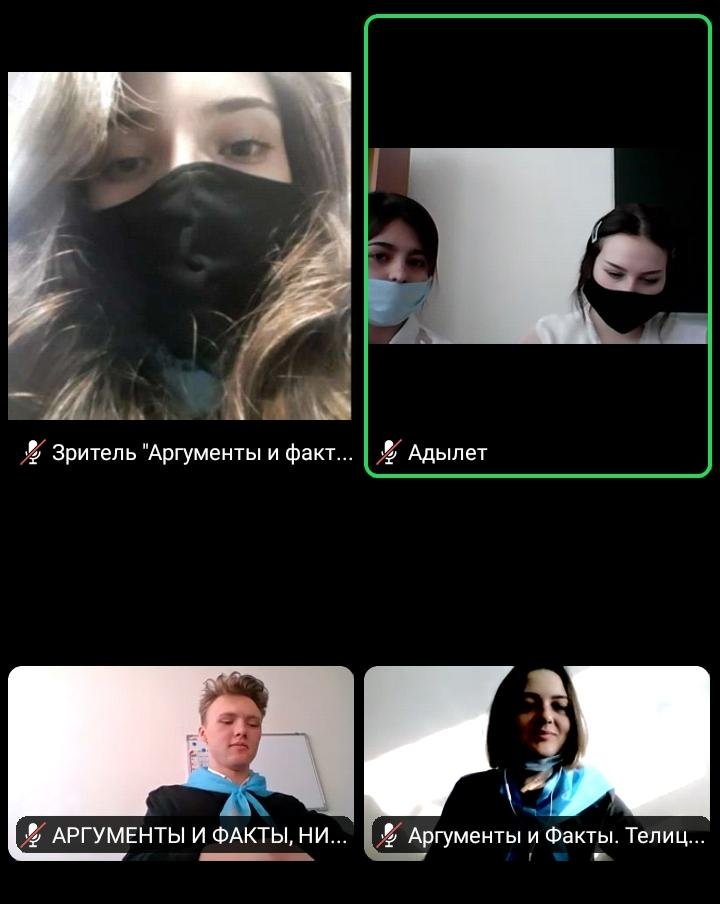 Зритель "Аргументы и факт...
Адылет
АРГУМЕНТЫ И ФАКТЫ, НИ...
Аргументы и Факты. Телиц...